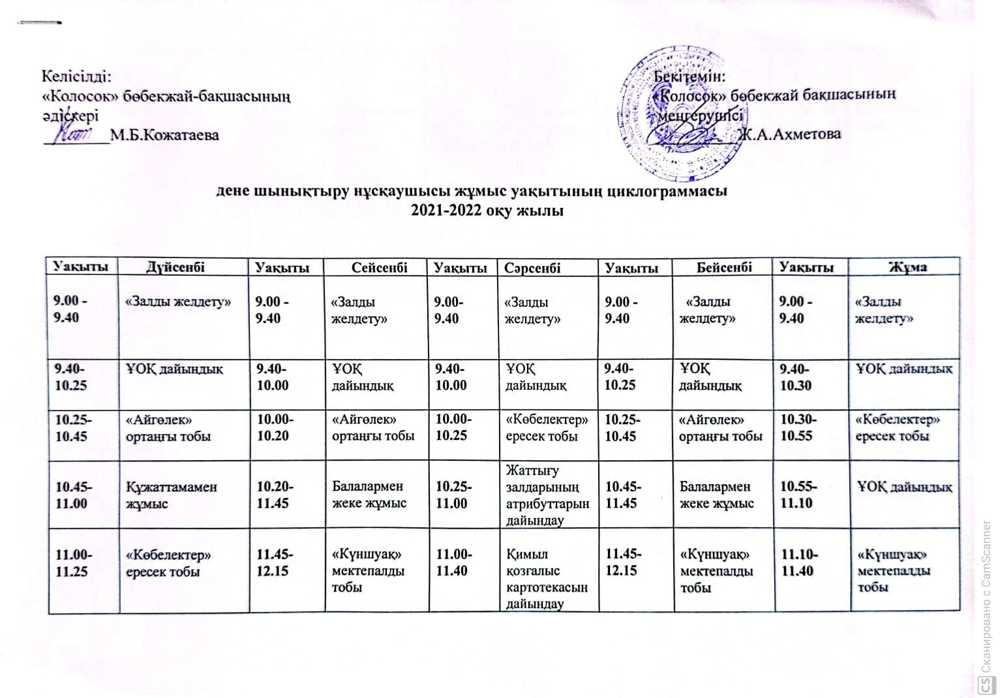 Келісілді:
«Колосок» бөбекжай-бақшасының
әдіскері
М.Б.Кожатаева
Бекітемін:
«Колосок» бөбекжай бақшасының
меңгерушісі
Ж.А.Ахметова
дене шынықтыру нұсқаушысы жұмыс уақытының циклограммасы
2021-2022 оқу жылы
Уақыты Дүйсенбі Уақыты Сейсенбі Уақыты Сәрсенбі Уақыты Бейсенбі Уақыты Жұма
9.00 - «Залды желдету» 9.00 - «Залды 9.00- «Залды 9.00 - «Залды 9.00 - «Залды
9.40 9.40 желдету» 9.40 желдету» 9.40 желдету» 9.40 желдету»
9.40- ҰОҚ дайындық 9.40- ҰОҚ 9.40- ҰОҚ 9.40- ҰОҚ 9.40- ҰОҚ дайындық
10.25 10.00 дайындық 10.00 дайындық 10.25 дайындық 10.30
10.25- «Айгөлек» 10.00- «Айгөлек» 10.00- «Көбелектер» 10.25- «Айгөлек» 10.30- «Көбелектер»
10.45 ортаңғы тобы 10.20 ортаңғы тобы 10.25 ересек тобы 10.45 ортаңғы тобы 10.55 ересек тобы
Жаттығу
10.45- Құжаттамамен 10.20- Балалармен 10.25- залдарының 10.45- Балалармен 10.55- ҰОҚ дайындық
11.00 жұмыс 11.45 жеке жұмыс 11.00 атрибуттарын 11.45 жеке жұмыс 11.10
дайындау
11.00- «Көбелектер» 11.45- «Күншуақ» 11.00- Қимыл 11.45- «Күншуақ» 11.10- «Күншуақ»
11.25 ересек тобы 12.15 мектепалды 11.40 қозғалыс 12.15 мектепалды 11.40 мектепалды
тобы картотекасын тобы тобы
дайындау
CS Сканировано с CamScanner